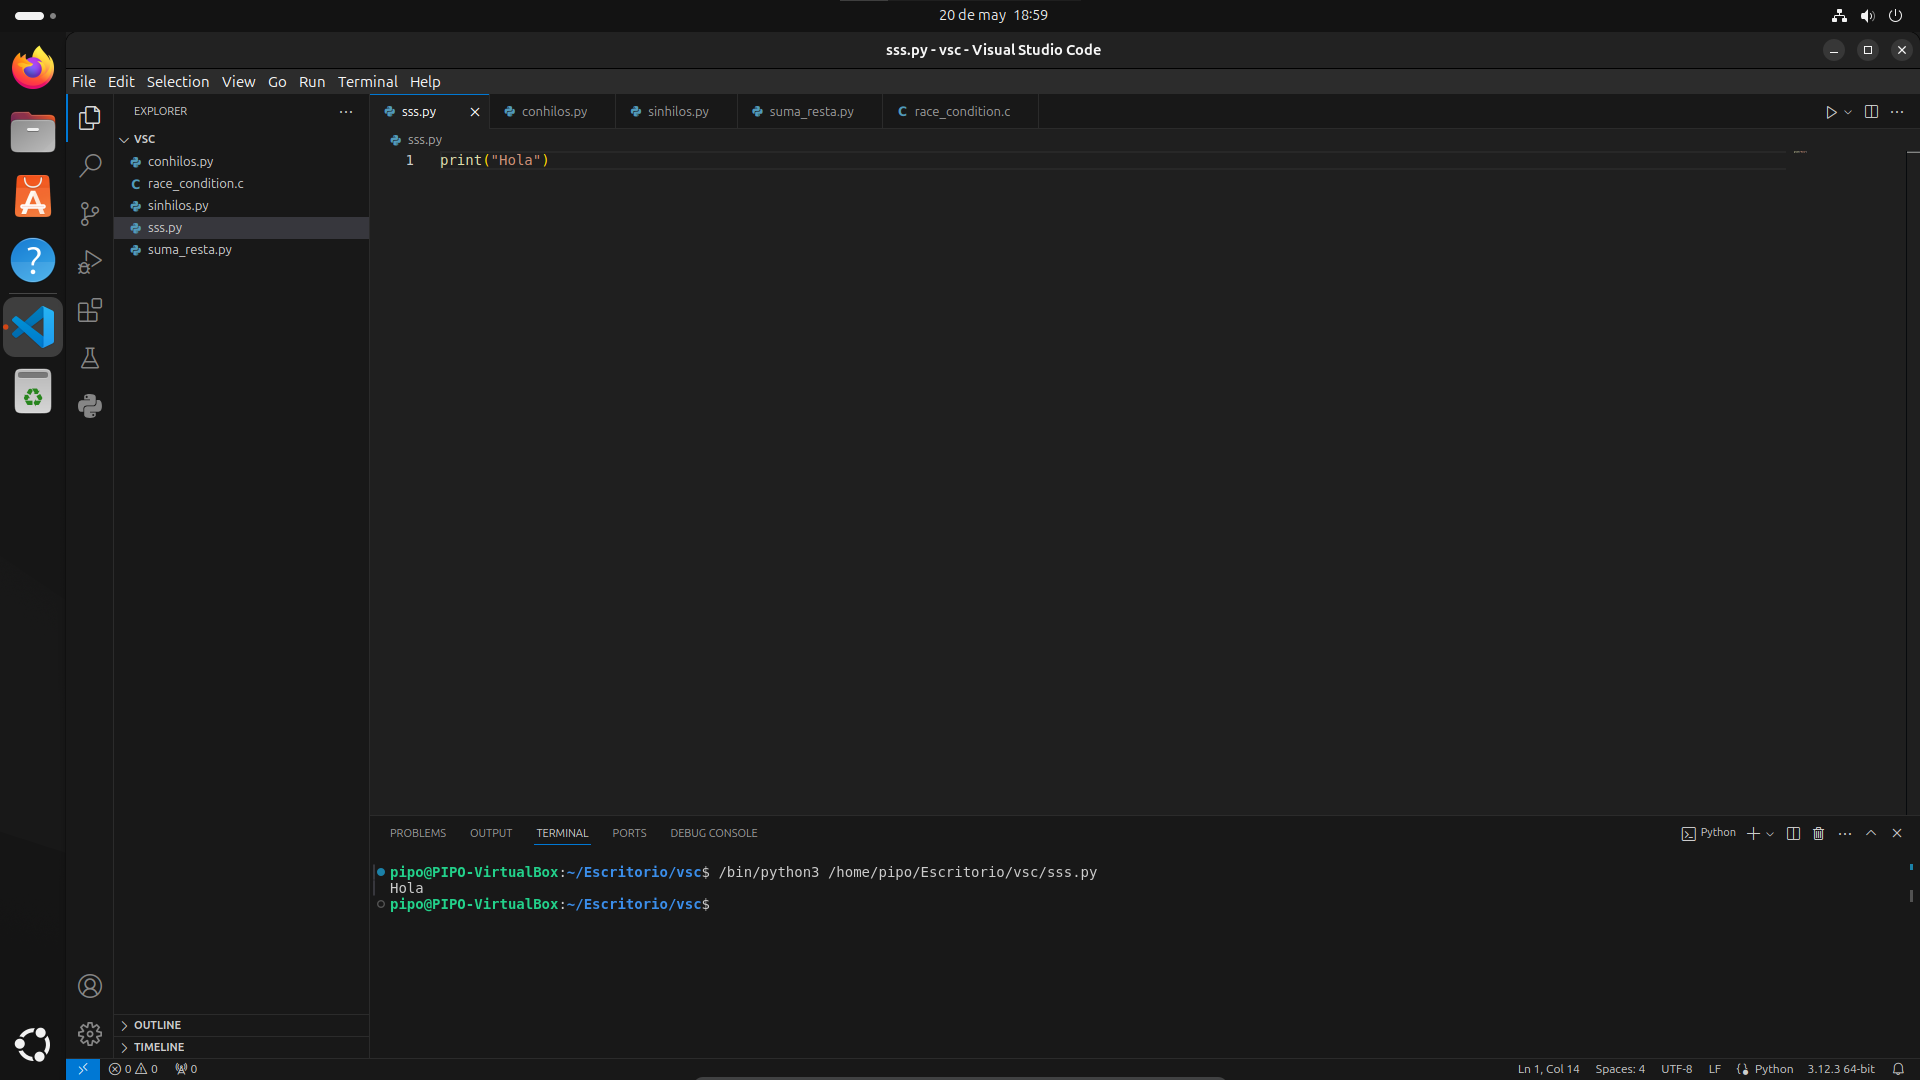 20 de may 18:59
sss.py - vsc - Visual Studio Code
File Edit Selection View Go Run Terminal Help
EXPLORER
VSC
conhilos.py
race_condition.c
sinhilos.py
sss.py
suma_resta.py
OUTLINE
TIMELINE
sss.py conhilos.py sinhilos.py suma_resta.py C race_condition.c
sss.py
1 print("Hola")
PROBLEMS OUTPUT TERMINAL PORTS DEBUG CONSOLE
Python
pipo@PIPO-VirtualBox:~/Escritorio/vsc$ /bin/python3 /home/pipo/Escritorio/vsc/sss.py
Hola
pipo@PIPO-VirtualBox:~/Escritorio/vsc$
0 0 0 Ln 1, Col 14 Spaces: 4 UTF-8 LF Python 3.12.3 64-bit